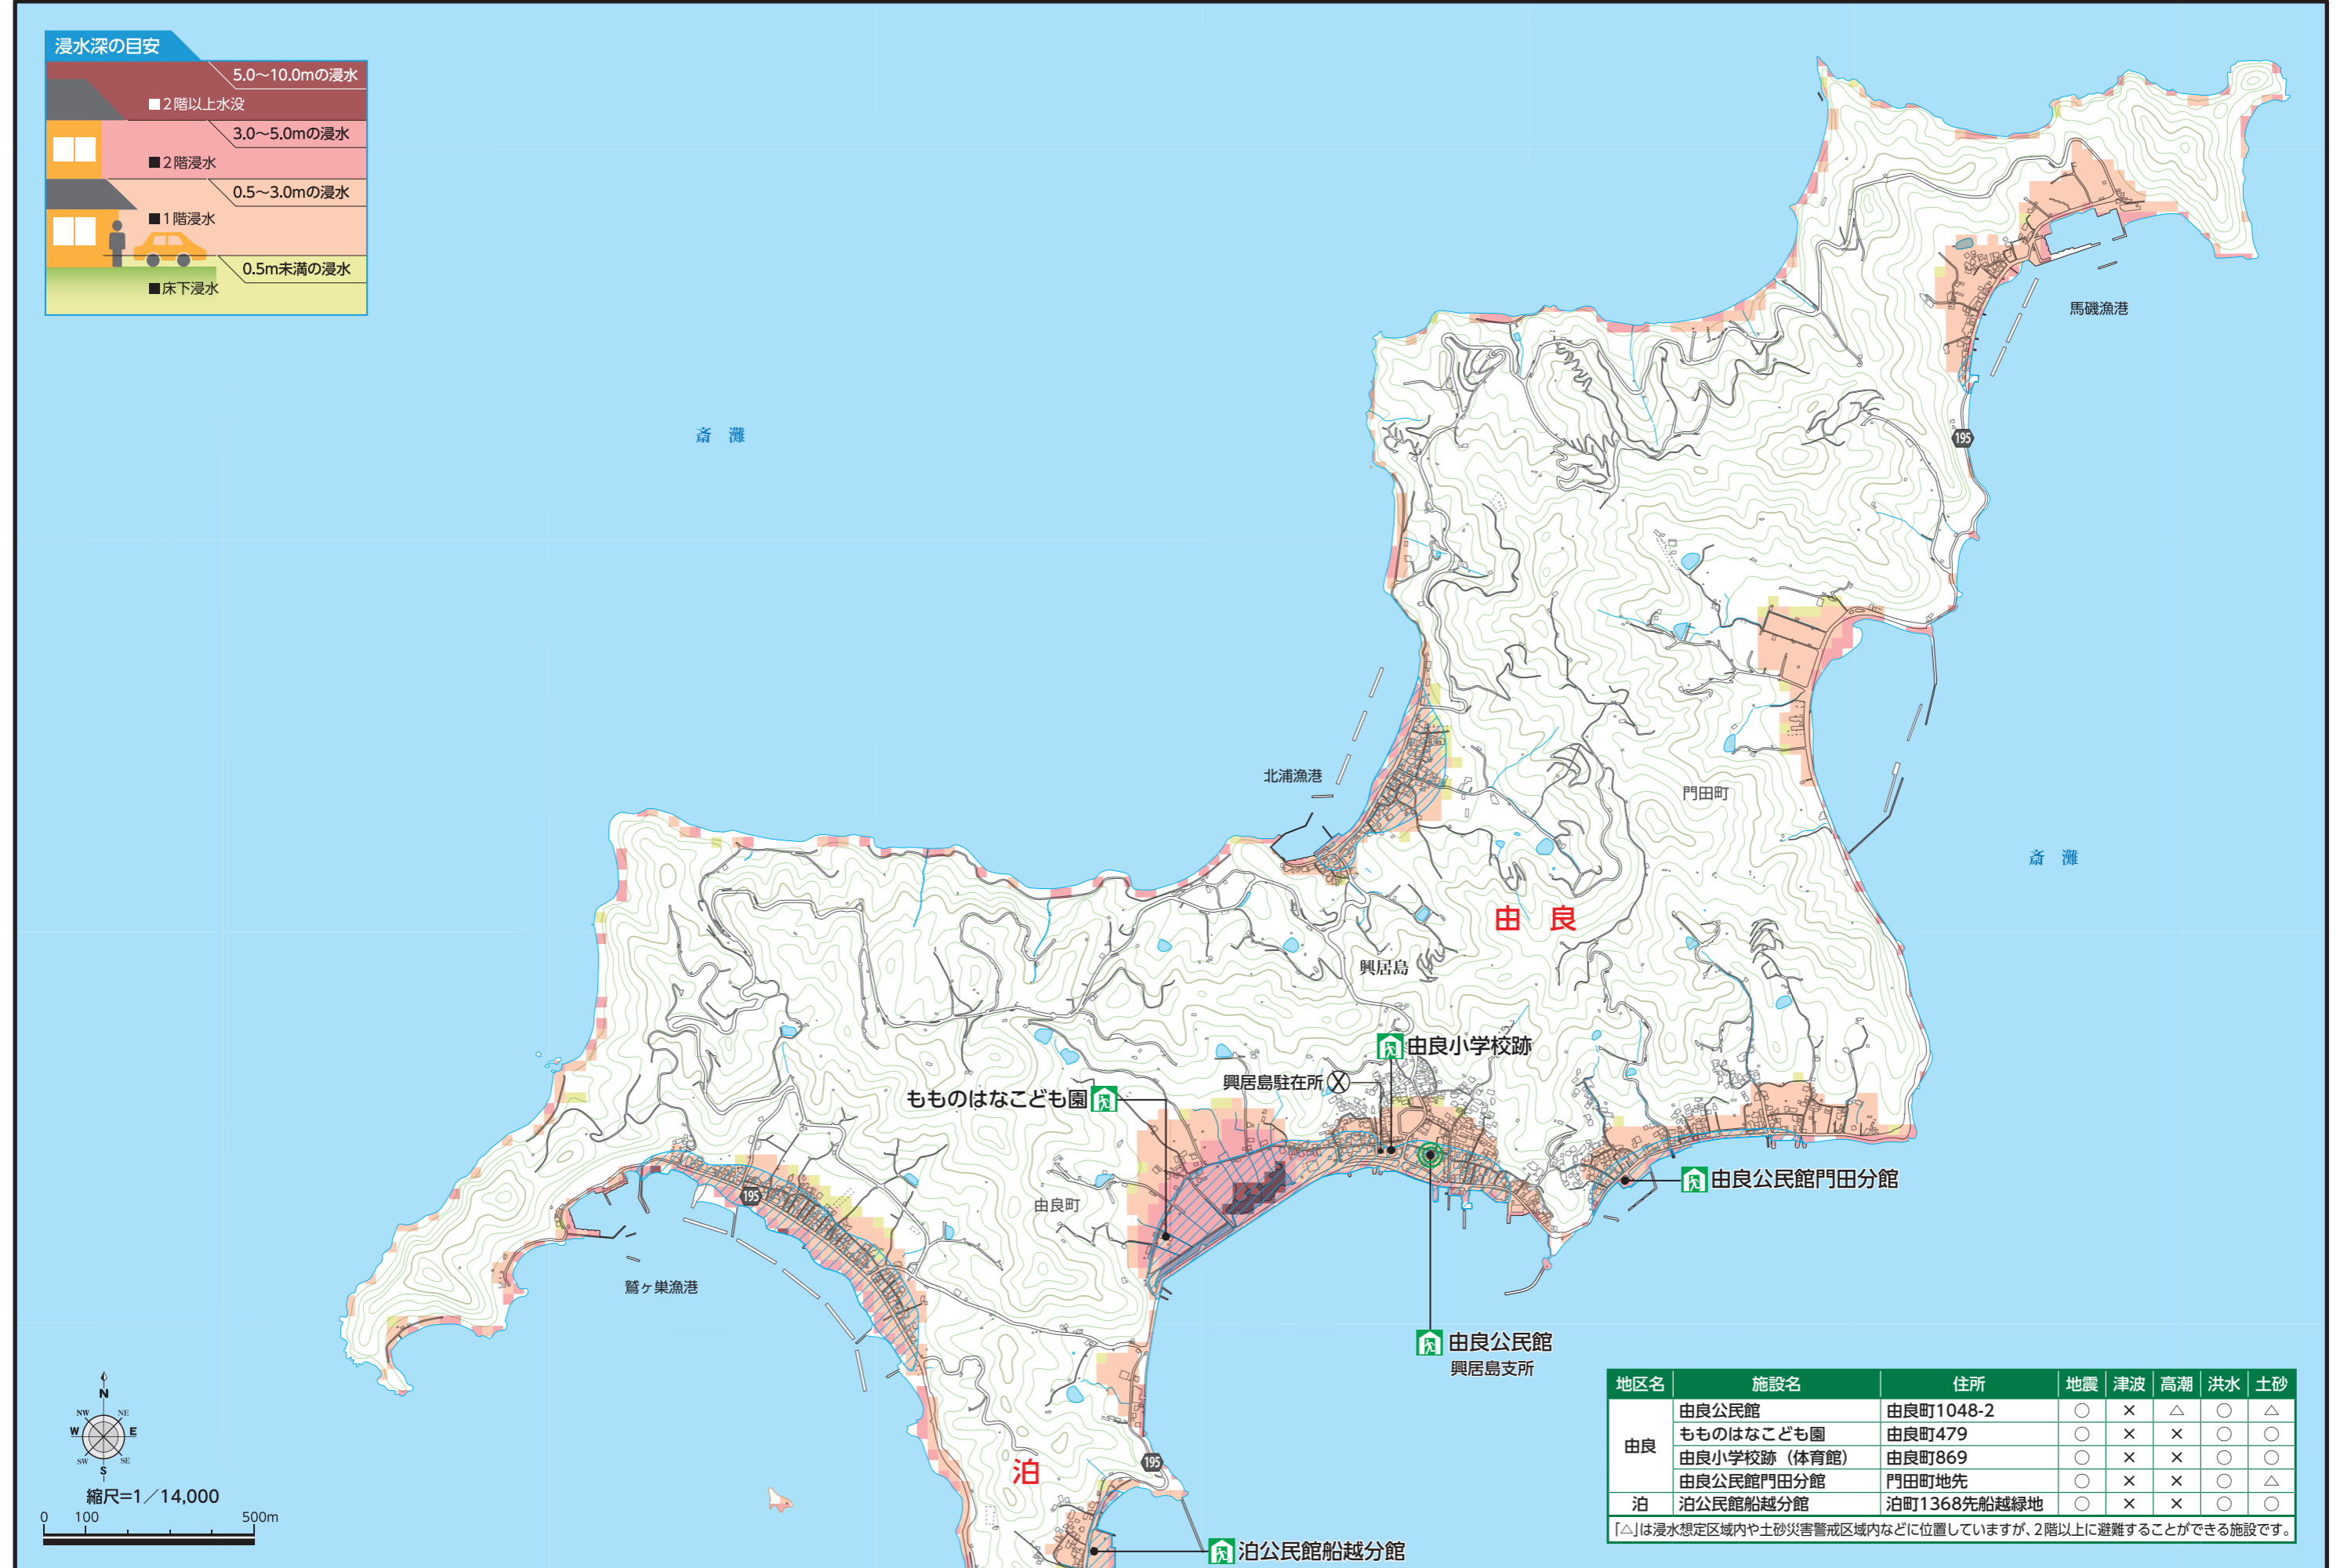 浸水深の目安
5.0〜10.0mの浸水
■2階以上水没
3.0〜5.0mの浸水
■2階浸水
0.5〜3.0mの浸水
■1階浸水
0.5m未満の浸水
■床下浸水
馬磯漁港
斎 灘
195
北浦漁港
門田町
斎 灘
由 良
興居島
由良小学校跡
興居島駐在所
もものはなこども園
由良公民館門田分館
195
由良町
鷲ヶ巣漁港
由良公民館
興居島支所
泊
195
泊公民館船越分館
N
NW NE
W E
SW SE
S
縮尺=1/14,000
0 100 500m
地区名 施設名 住所 地震 津波 高潮 洪水 土砂
由良 由良公民館 由良町1048-2 ○ × △ ○ △
もものはなこども園 由良町479 ○ × × ○ ○
由良小学校跡(体育館) 由良町869 ○ × × ○ ○
由良公民館門田分館 門田町地先 ○ × × ○ △
泊 泊公民館船越分館 泊町1368先船越緑地 ○ × × ○ ○
「△」は浸水想定区域内や土砂災害警戒区域内などに位置していますが、2階以上に避難することができる施設です。